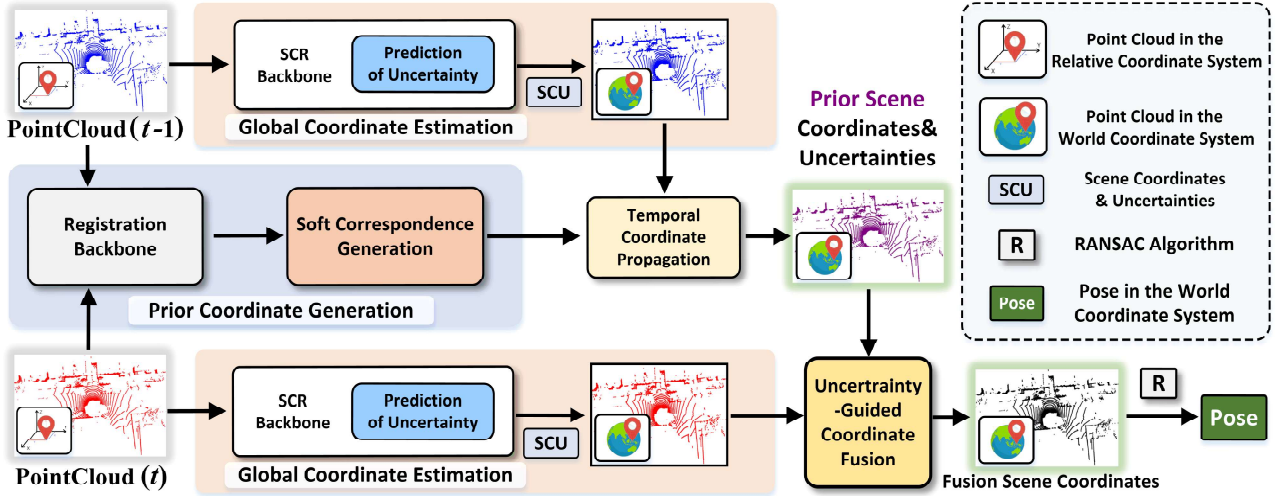 SCR
Backbone
Prediction
of Uncertainty
SCU
Global Coordinate Estimation
PointCloud (t-1)
Registration
Backbone
Soft Correspondence
Generation
Prior Coordinate Generation
Temporal
Coordinate
Propagation
Prior Scene
Coordinates&
Uncertainties
PointCloud (t)
SCR
Backbone
Prediction
of Uncertainty
SCU
Global Coordinate Estimation
Uncertrainty
-Guided
Coordinate
Fusion
Fusion Scene Coordinates
R
Pose
Point Cloud in the
Relative Coordinate System
Point Cloud in the
World Coordinate System
SCU
Scene Coordinates
& Uncertainties
R
RANSAC Algorithm
Pose
Pose in the World
Coordinate System